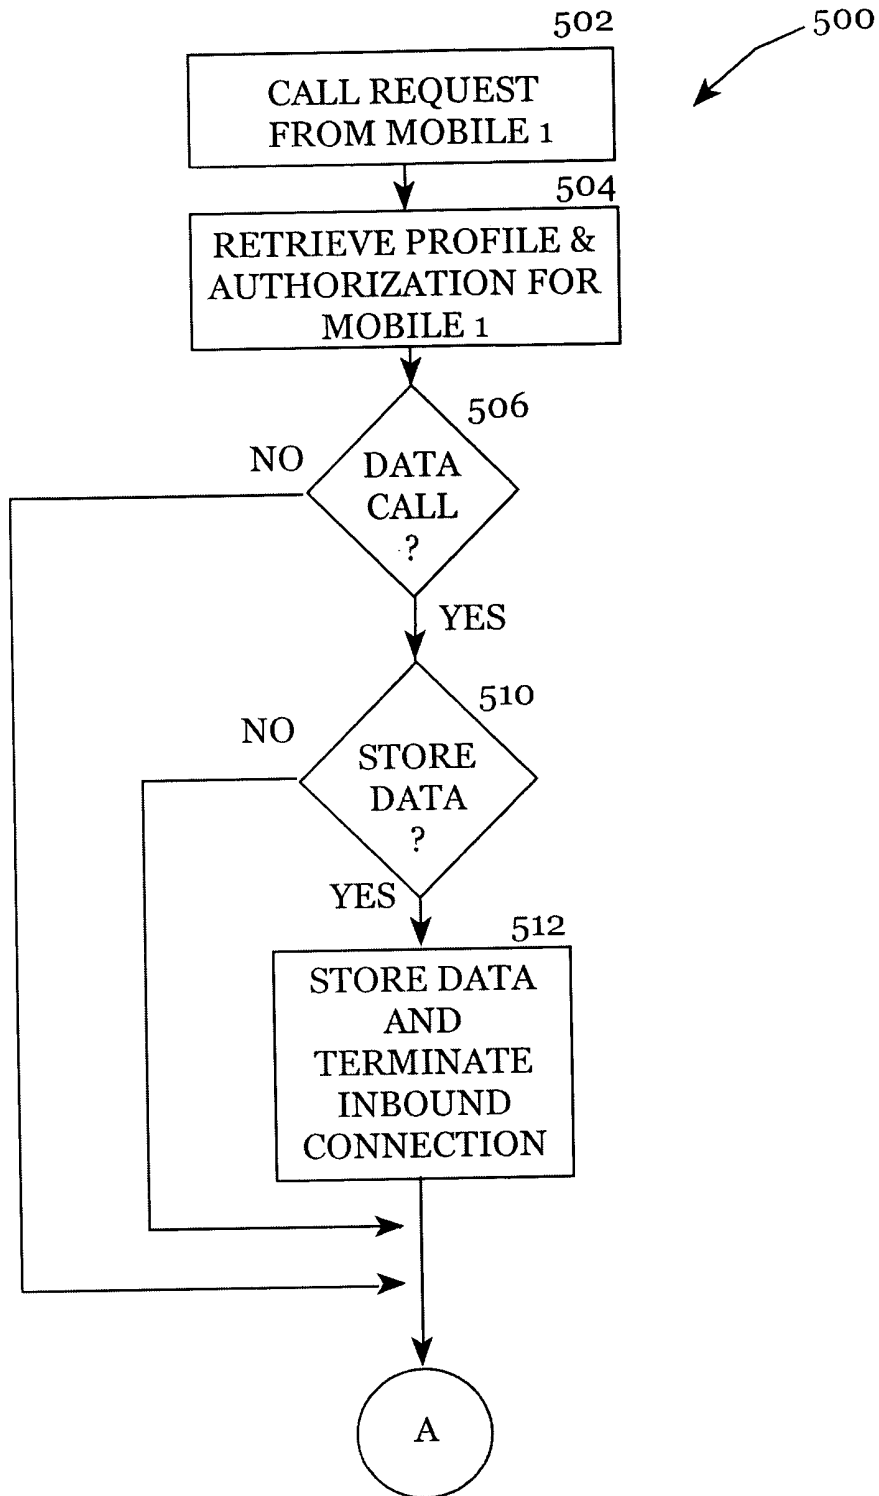 502
500
CALL REQUEST
FROM MOBILE 1
504
RETRIEVE PROFILE &
AUTHORIZATION FOR
MOBILE 1
506
NO
DATA
CALL
?
YES
510
NO
STORE
DATA
?
YES
512
STORE DATA
AND
TERMINATE
INBOUND
CONNECTION
A